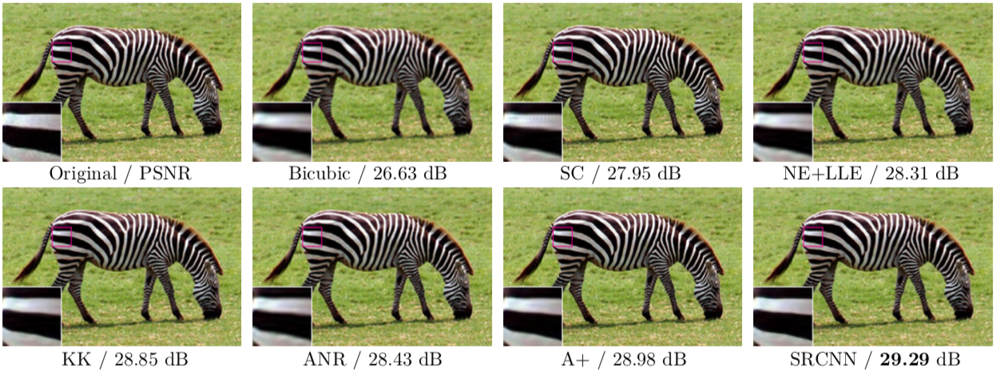 Original / PSNR
Bicubic / 26.63 dB
SC / 27.95 dB
NE+LLE / 28.31 dB
KK / 28.85 dB
ANR / 28.43 dB
A+ / 28.98 dB
SRCNN / 29.29 dB